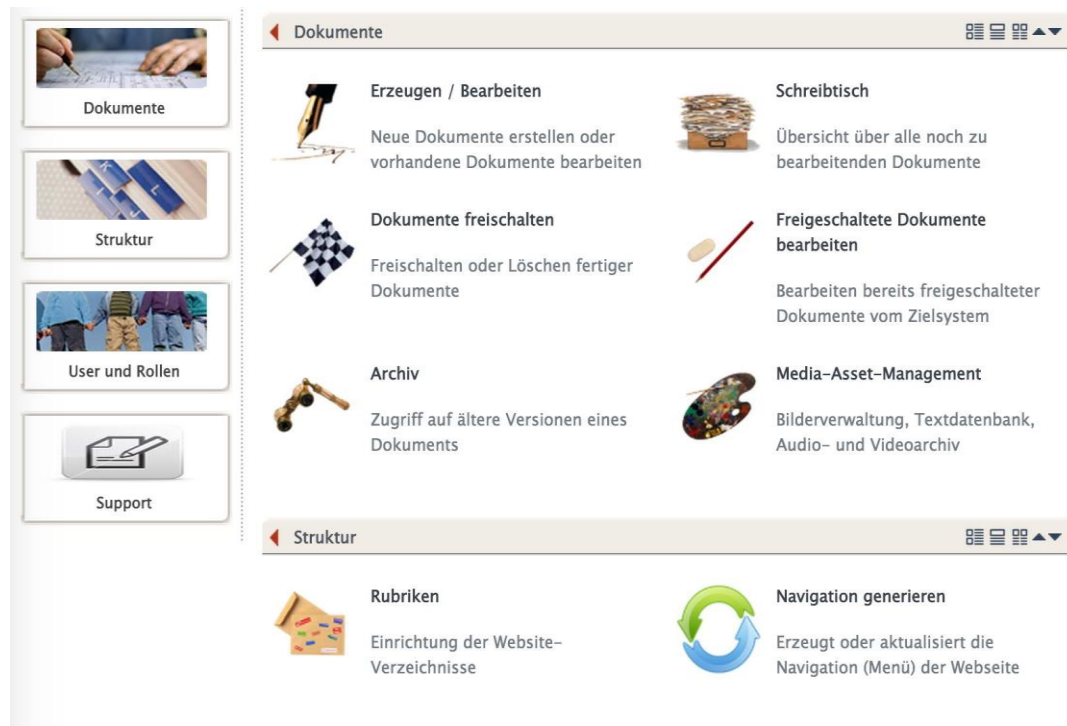 Dokumente
Struktur
User und Rollen
Support
Dokumente
Erzeugen / Bearbeiten
Neue Dokumente erstellen oder
vorhandene Dokumente bearbeiten
Schreibtisch
Übersicht über alle noch zu
bearbeitenden Dokumente
Dokumente freischalten
Freischalten oder Löschen fertiger
Dokumente
Freigeschaltete Dokumente
bearbeiten
Bearbeiten bereits freigeschalteter
Dokumente vom Zielsystem
Archiv
Zugriff auf ältere Versionen eines
Dokuments
Media-Asset-Management
Bilderverwaltung, Textdatenbank,
Audio- und Videoarchiv
Struktur
Rubriken
Einrichtung der Website-
Verzeichnisse
Navigation generieren
Erzeugt oder aktualisiert die
Navigation (Menü) der Webseite